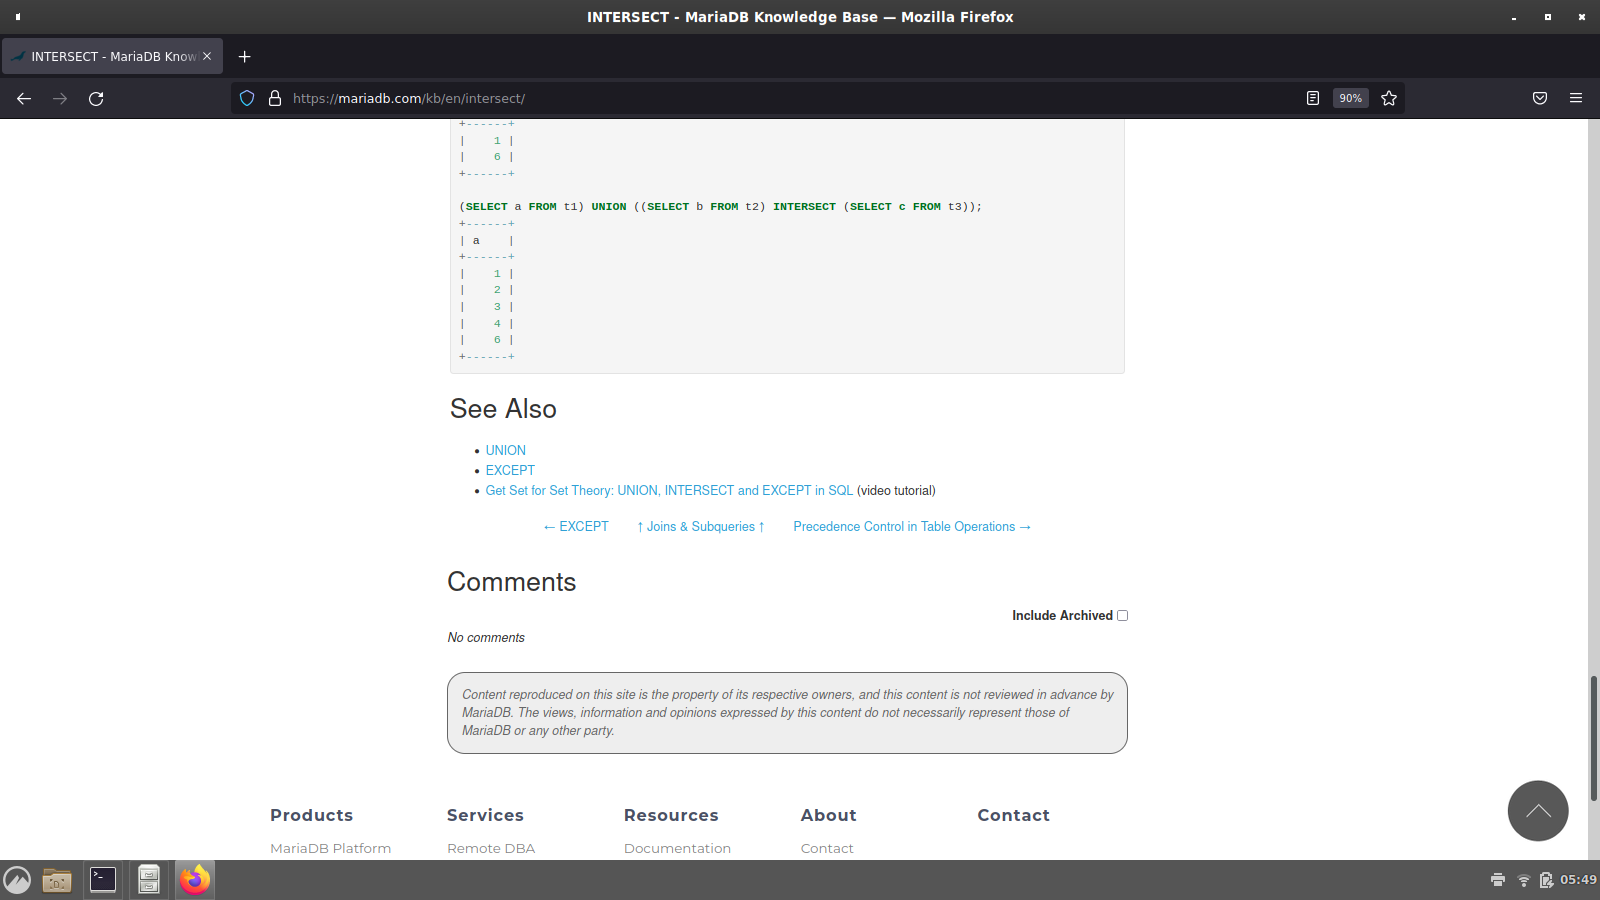 INTERSECT - MariaDB Knowledge Base — Mozilla Firefox
INTERSECT - MariaDB Know
https://mariadb.com/kb/en/intersect/
90%
+------+
|    1 |
|    6 |
+------+
(SELECT a FROM t1) UNION ((SELECT b FROM t2) INTERSECT (SELECT c FROM t3));
+------+
| a    |
+------+
|    1 |
|    2 |
|    3 |
|    4 |
|    6 |
+------+
See Also
• UNION
• EXCEPT
• Get Set for Set Theory: UNION, INTERSECT and EXCEPT in SQL (video tutorial)
← EXCEPT ↑ Joins & Subqueries ↑ Precedence Control in Table Operations →
Comments
Include Archived
No comments
Content reproduced on this site is the property of its respective owners, and this content is not reviewed in advance by
MariaDB. The views, information and opinions expressed by this content do not necessarily represent those of
MariaDB or any other party.
Products Services Resources About Contact
MariaDB Platform Remote DBA Documentation Contact
05:49